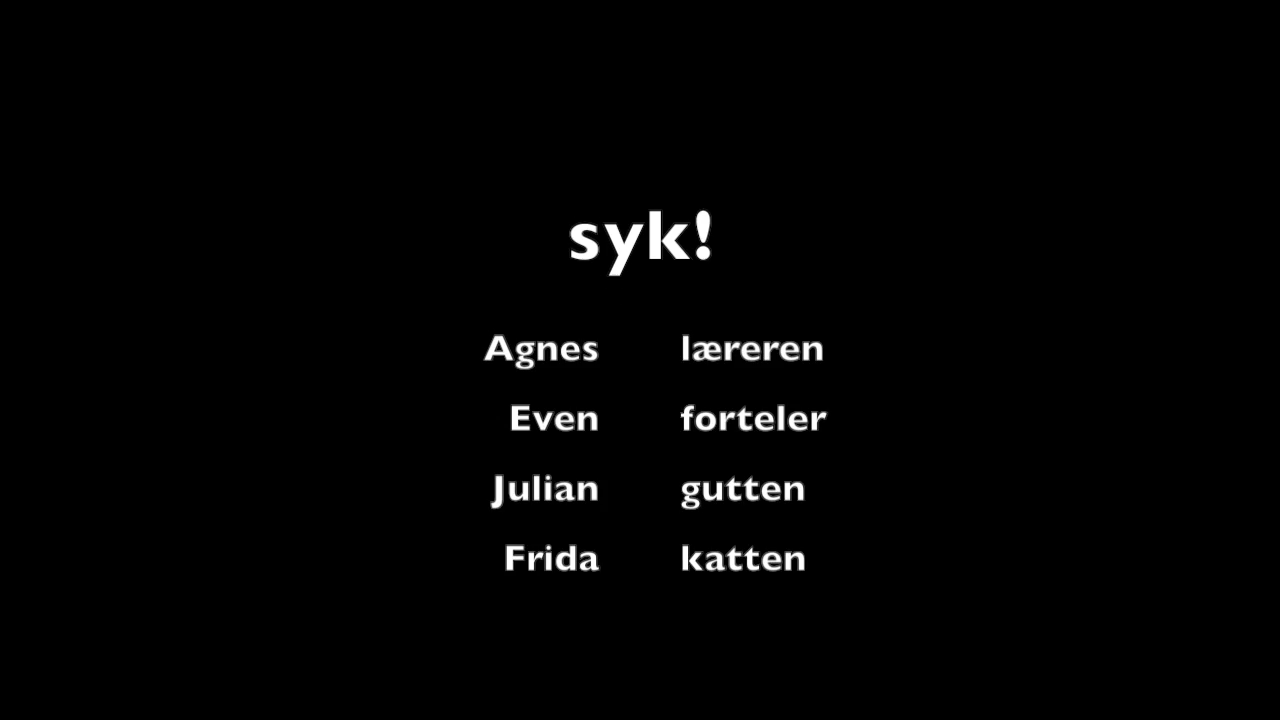 syk!
Agnes læreren
Even forteler
Julian gutten
Frida katten